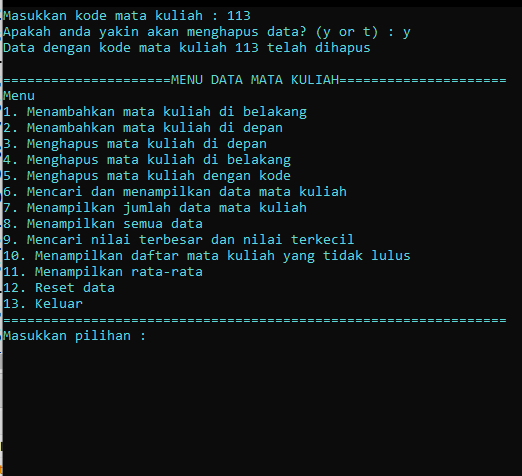 Masukkan kode mata kuliah : 113
Apakah anda yakin akan menghapus data? (y or t) : y
Data dengan kode mata kuliah 113 telah dihapus
=====================MENU DATA MATA KULIAH=====================
Menu
1. Menambahkan mata kuliah di belakang
2. Menambahkan mata kuliah di depan
3. Menghapus mata kuliah di depan
4. Menghapus mata kuliah di belakang
5. Menghapus mata kuliah dengan kode
6. Mencari dan menampilkan data mata kuliah
7. Menampilkan jumlah data mata kuliah
8. Menampilkan semua data
9. Mencari nilai terbesar dan nilai terkecil
10. Menampilkan daftar mata kuliah yang tidak lulus
11. Menampilkan rata-rata
12. Reset data
13. Keluar
===============================================================
Masukkan pilihan :